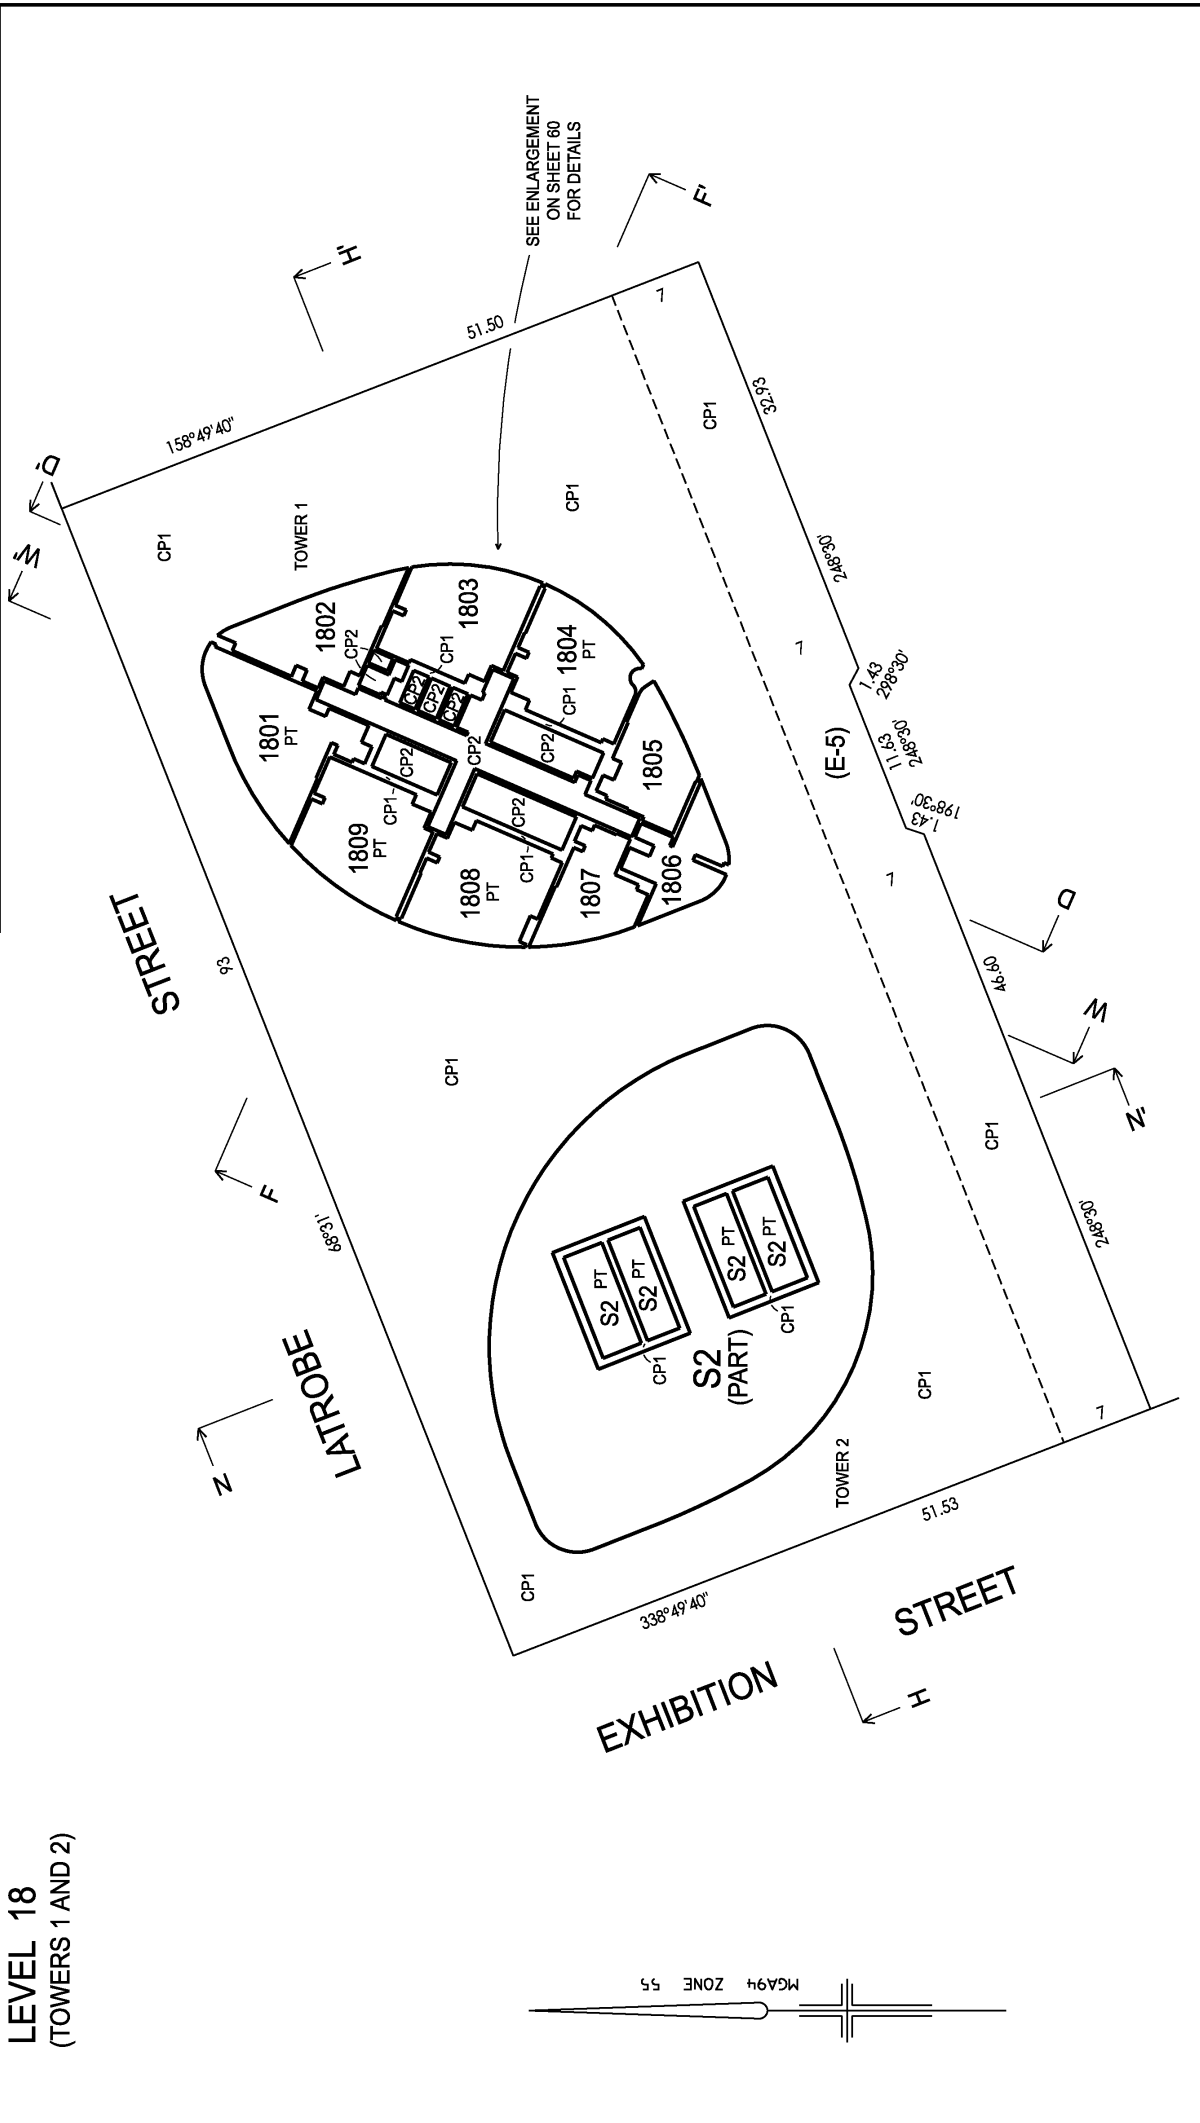 LEVEL 18
(TOWERS 1 AND 2)
SEE ENLARGEMENT
ON SHEET 60
FOR DETAILS
H'
F'
D'
W'
158°49'40"
51.50
7
CP1
32.93
CP1
TOWER 1
CP1
248°30'
1802
CP2
1803
CP1
1804
PT
CP1
7
1.43
298°30'
1801
PT
CP2
CP2
CP2
CP2
CP2
CP2
1805
(E-5)
11.63
248°30'
CP1
CP2
CP1
1809
PT
1808
PT
1807
1806
1.43
198°30'
7
STREET
93
D
46.60
W
CP1
N'
CP1
F
68°31'
248°30'
S2 PT
S2 PT
S2 PT
S2 PT
CP1
CP1
S2
(PART)
LATROBE
N
CP1
7
TOWER 2
51.53
CP1
338°49'40"
STREET
EXHIBITION
H
MGA94 ZONE 55